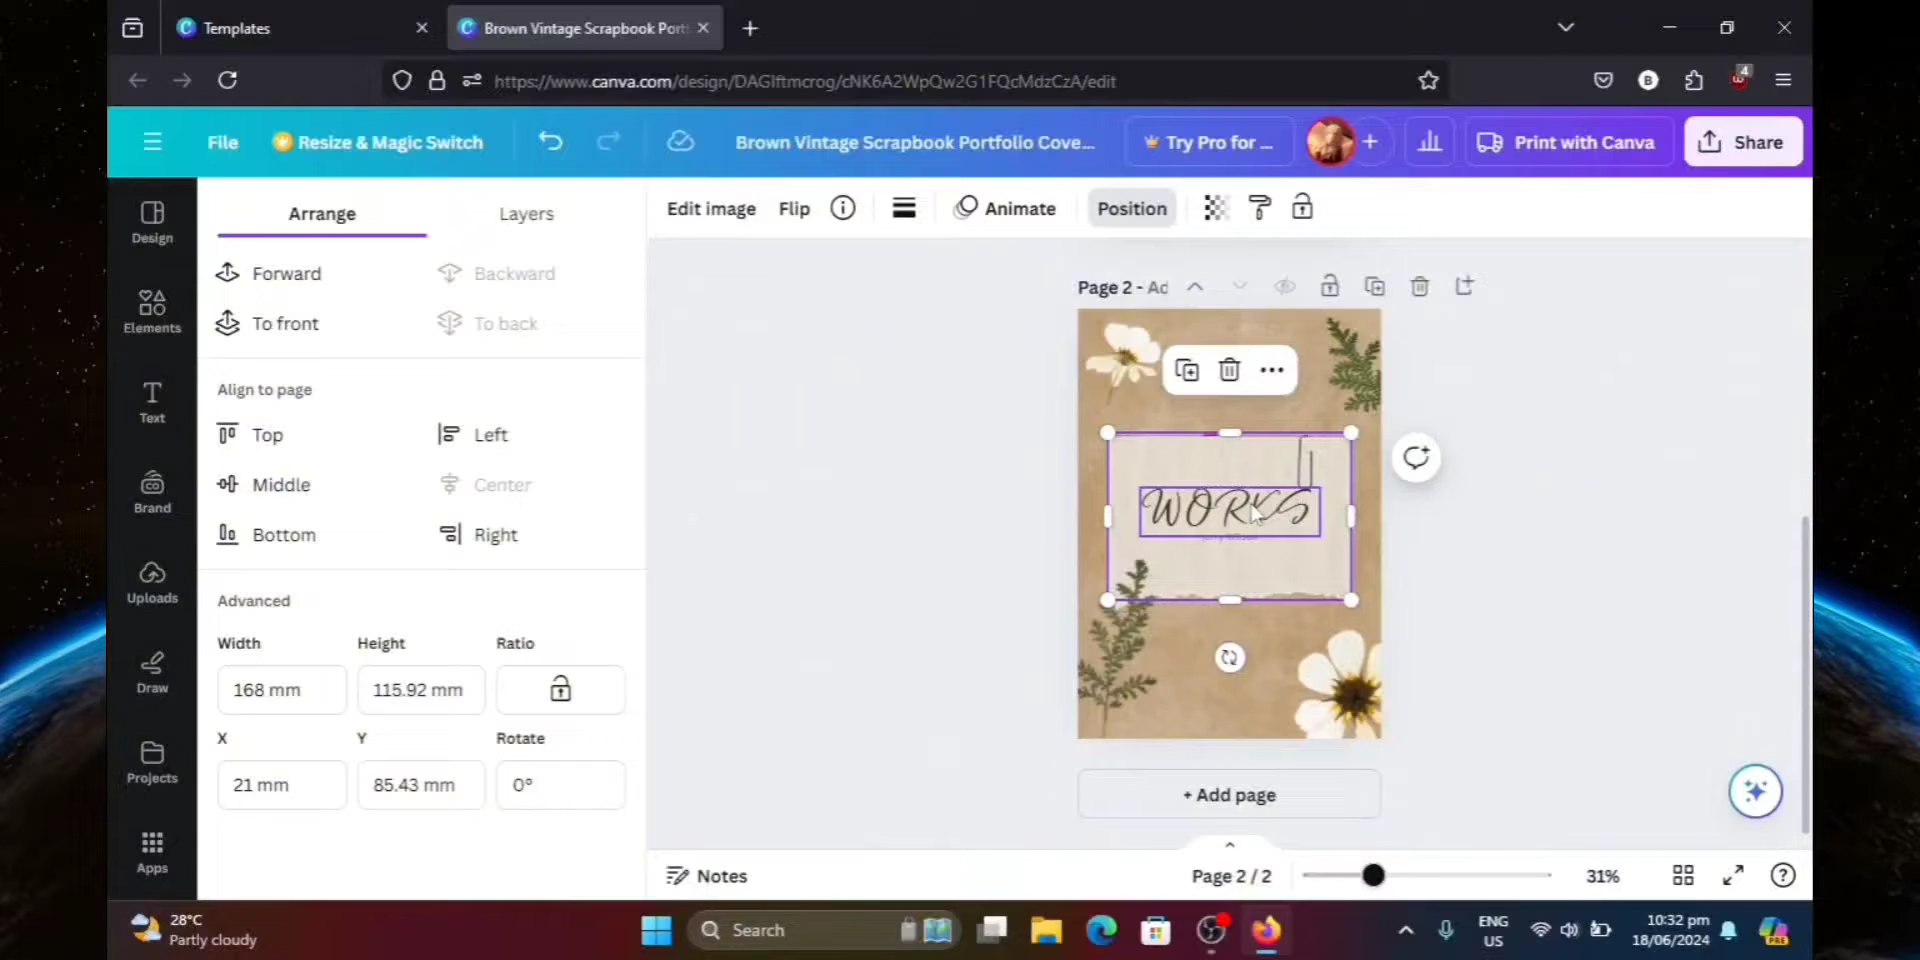 Templates
Brown Vintage Scrapbook Port
https://www.canva.com/design/DAGIftmcrog/cNK6A2WpQw2G1FQcMdzCzA/edit
4
B
File
Resize & Magic Switch
Brown Vintage Scrapbook Portfolio Cove...
Try Pro for ...
Print with Canva
Share
Design
Elements
Text
Brand
Uploads
Draw
Projects
Apps
Arrange
Layers
Forward
Backward
To front
To back
Align to page
Top
Left
Middle
Center
Bottom
Right
Advanced
Width
Height
Ratio
168 mm
115.92 mm
X
Y
Rotate
21 mm
85.43 mm
0°
Edit image
Flip
Animate
Position
Page 2 - Ad
WORKS
+ Add page
Notes
Page 2 / 2
31%
28°C
Partly cloudy
Search
ENG
US
10:32 pm
18/06/2024
PRE